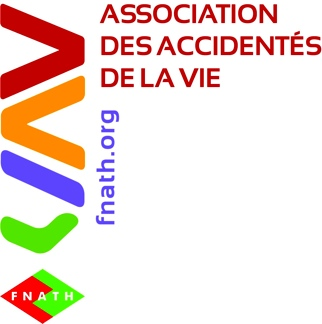 ASSOCIATION
DES ACCIDENTÉS
DE LA VIE
fnath.org
FNATH